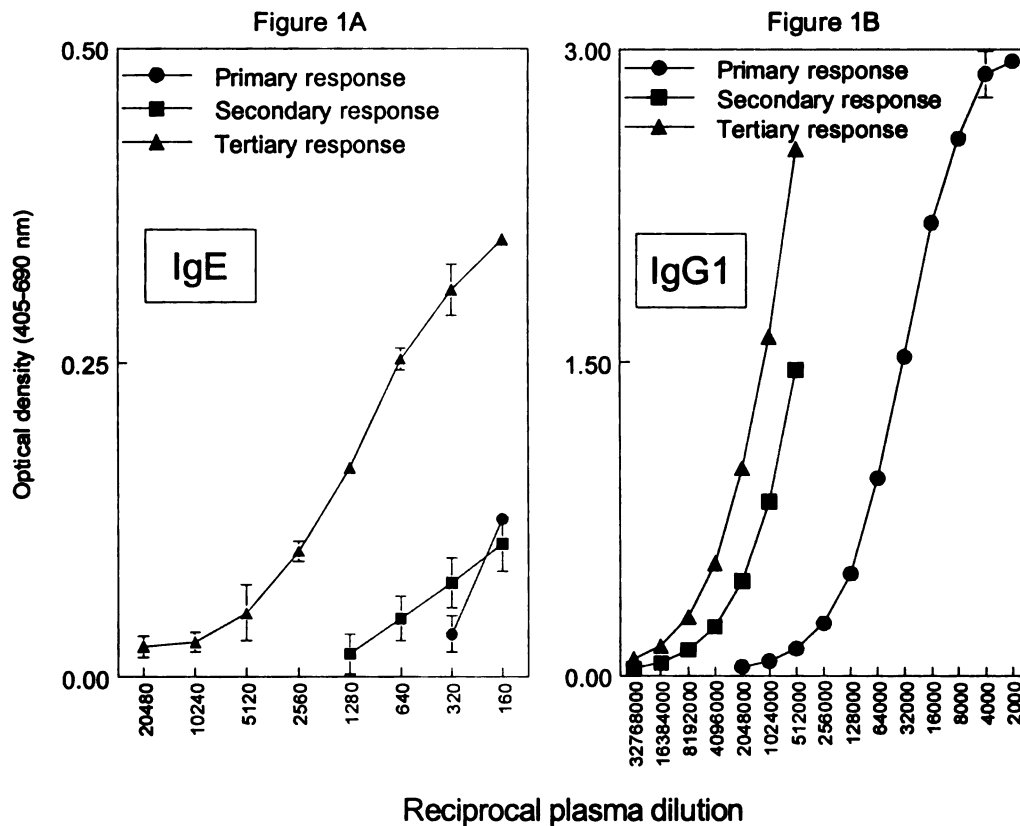 Figure 1A
Figure 1B
0.50
Primary response
Secondary response
Tertiary response
IgE
0.25
0.00
Optical density (405-690 nm)
20480
10240
5120
2560
1280
640
320
160
3.00
Primary response
Secondary response
Tertiary response
IgG1
1.50
0.00
32768000
16384000
8192000
4096000
2048000
1024000
512000
256000
128000
64000
32000
16000
8000
4000
2000
Reciprocal plasma dilution